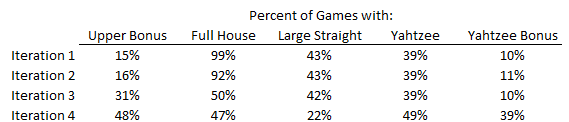 Percent of Games with:
Upper Bonus Full House Large Straight Yahtzee Yahtzee Bonus
Iteration 1 15% 99% 43% 39% 10%
Iteration 2 16% 92% 43% 39% 11%
Iteration 3 31% 50% 42% 39% 10%
Iteration 4 48% 47% 22% 49% 39%